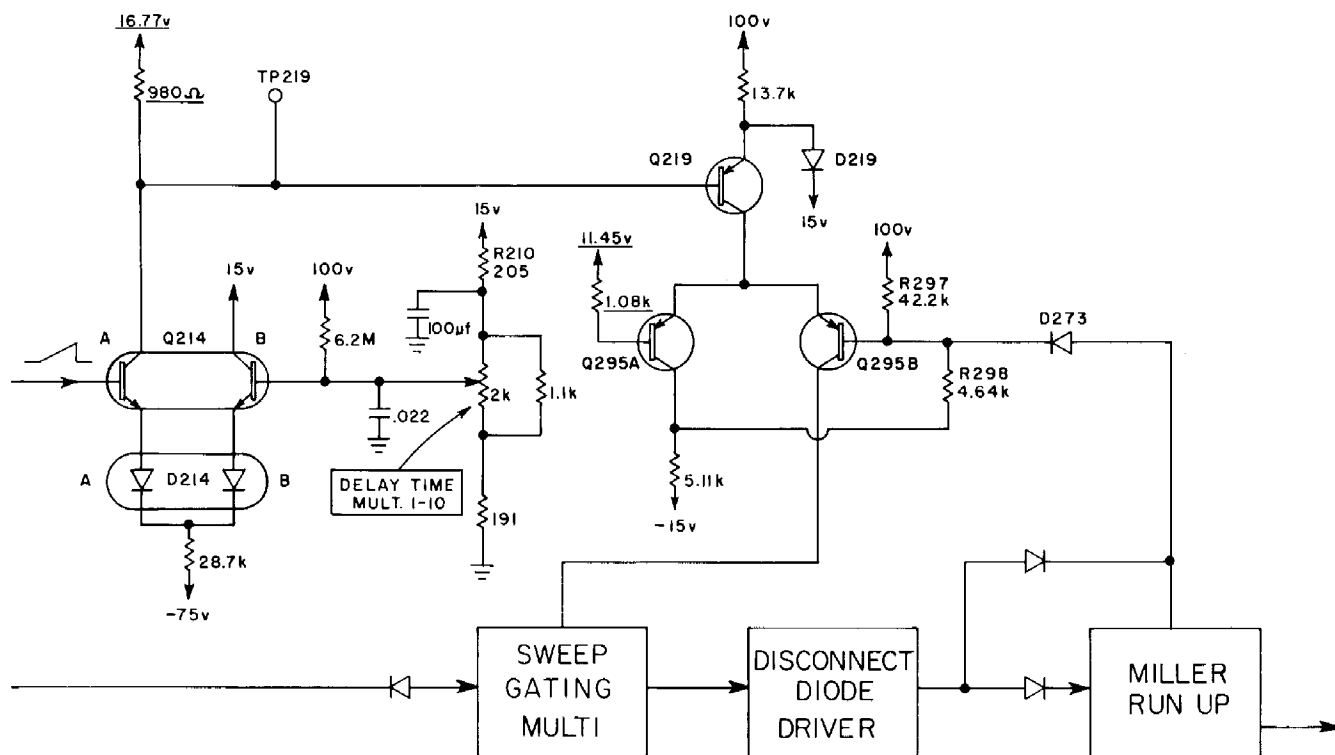 16.77v
980Ω
TP219
100v
13.7k
Q219
D219
15v
15v
R210
205
100µf
11.45v
1.08k
100v
R297
42.2k
D273
15v
100v
6.2M
A
Q214
B
.022
2k
1.1k
Q295A
Q295B
R298
4.64k
A
D214
B
DELAY TIME
MULT. 1-10
191
5.11k
-15v
28.7k
-75v
SWEEP
GATING
MULTI
DISCONNECT
DIODE
DRIVER
MILLER
RUN UP